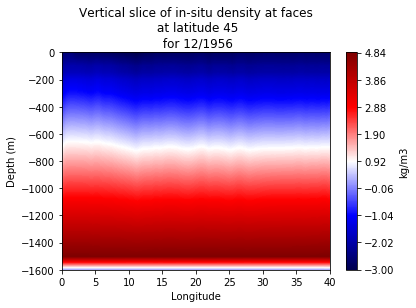 Vertical slice of in-situ density at faces
at latitude 45
for 12/1956
0
−200
−400
−600
−800
−1000
−1200
−1400
−1600
Depth (m)
0 5 10 15 20 25 30 35 40
Longitude
4.84
3.86
2.88
1.90
0.92
−0.06
−1.04
−2.02
−3.00
kg/m3